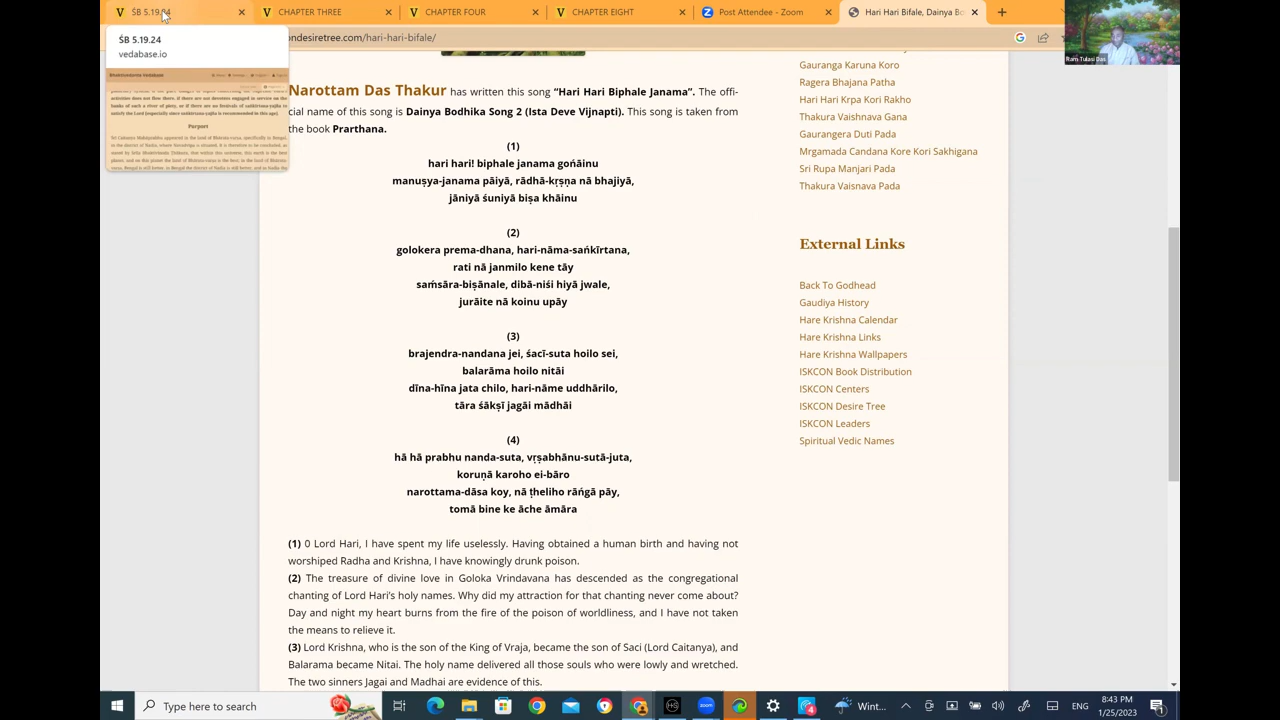 ŚB 5.19.24
CHAPTER THREE
CHAPTER FOUR
CHAPTER EIGHT
Post Attendee - Zoom
Hari Hari Bifale, Dainya Bo
ondesiretree.com/hari-hari-bifale/
ŚB 5.19.24
vedabase.io
Purport
Ram Tulasi Das
Narottam Das Thakur has written this song “Hari Hari Biphale Janama”. The offi-
cial name of this song is Dainya Bodhika Song 2 (Ista Deve Vijnapti). This song is taken from
the book Prarthana.
(1)
hari hari! biphale janama gońāinu
manuṣya-janama pāiyā, rādhā-kṛṣṇa nā bhajiyā,
jāniyā śuniyā biṣa khāinu
(2)
golokera prema-dhana, hari-nāma-sańkīrtana,
rati nā janmilo kene tāy
saṁsāra-biṣānale, dibā-niśi hiyā jwale,
jurāite nā koinu upāy
(3)
brajendra-nandana jei, śacī-suta hoilo sei,
balarāma hoilo nitāi
dīna-hīna jata chilo, hari-nāme uddhārilo,
tāra śākṣī jagāi mādhāi
(4)
hā hā prabhu nanda-suta, vṛṣabhānu-sutā-juta,
koruṇā karoho ei-bāro
narottama-dāsa koy, nā ṭheliho rāńgā pāy,
tomā bine ke āche āmāra
(1) 0 Lord Hari, I have spent my life uselessly. Having obtained a human birth and having not
worshiped Radha and Krishna, I have knowingly drunk poison.
(2) The treasure of divine love in Goloka Vrindavana has descended as the congregational
chanting of Lord Hari’s holy names. Why did my attraction for that chanting never come about?
Day and night my heart burns from the fire of the poison of worldliness, and I have not taken
the means to relieve it.
(3) Lord Krishna, who is the son of the King of Vraja, became the son of Saci (Lord Caitanya), and
Balarama became Nitai. The holy name delivered all those souls who were lowly and wretched.
The two sinners Jagai and Madhai are evidence of this.
Gauranga Karuna Koro
Ragera Bhajana Patha
Hari Hari Krpa Kori Rakho
Thakura Vaishnava Gana
Gaurangera Duti Pada
Mrgamada Candana Kore Kori Sakhigana
Sri Rupa Manjari Pada
Thakura Vaisnava Pada
External Links
Back To Godhead
Gaudiya History
Hare Krishna Calendar
Hare Krishna Links
Hare Krishna Wallpapers
ISKCON Book Distribution
ISKCON Centers
ISKCON Desire Tree
ISKCON Leaders
Spiritual Vedic Names
Type here to search
Wint...
ENG
8:43 PM
1/25/2023